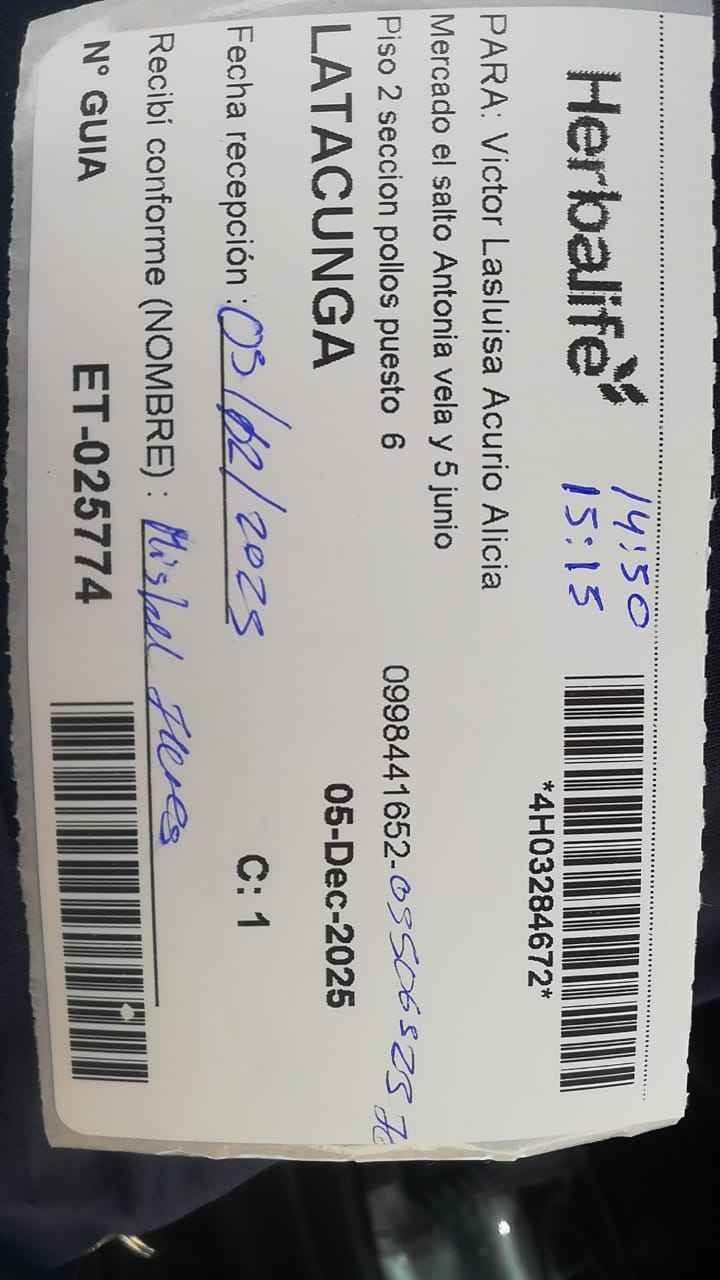 Herbalife
14:50
15:15
*4H03284672*
PARA: Victor Lasluisa Acurio Alicia
Mercado el salto Antonia vela y 5 junio
Piso 2 seccion pollos puesto 6
0998441652-
LATACUNGA
05-Dec-2025
Fecha recepción : 05/12/2025
C: 1
Recibí conforme (NOMBRE) :
N° GUIA
ET-025774